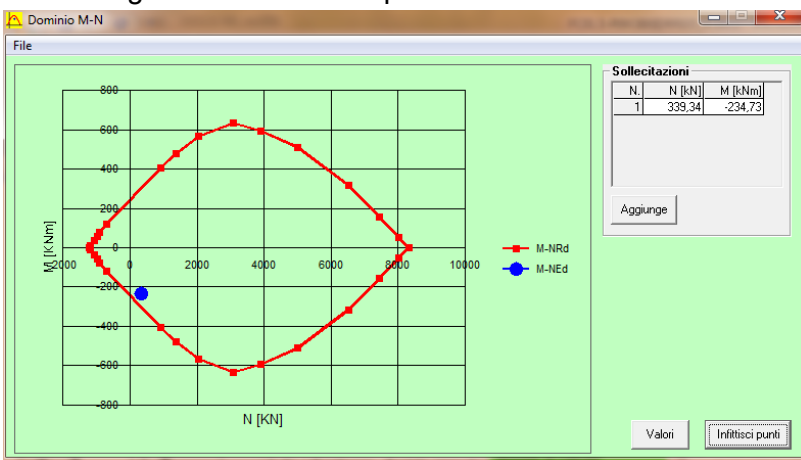 Dominio M-N
File
Sollecitazioni
N. N [kN] M [kNm]
1 339,34 -234,73
Aggiunge
800
600
400
200
0
-200
-400
-600
-800
M [KNm]
-2000 0 2000 4000 6000 8000 10000
N [KN]
M-NRd
M-NEd
Valori
Infittisci punti